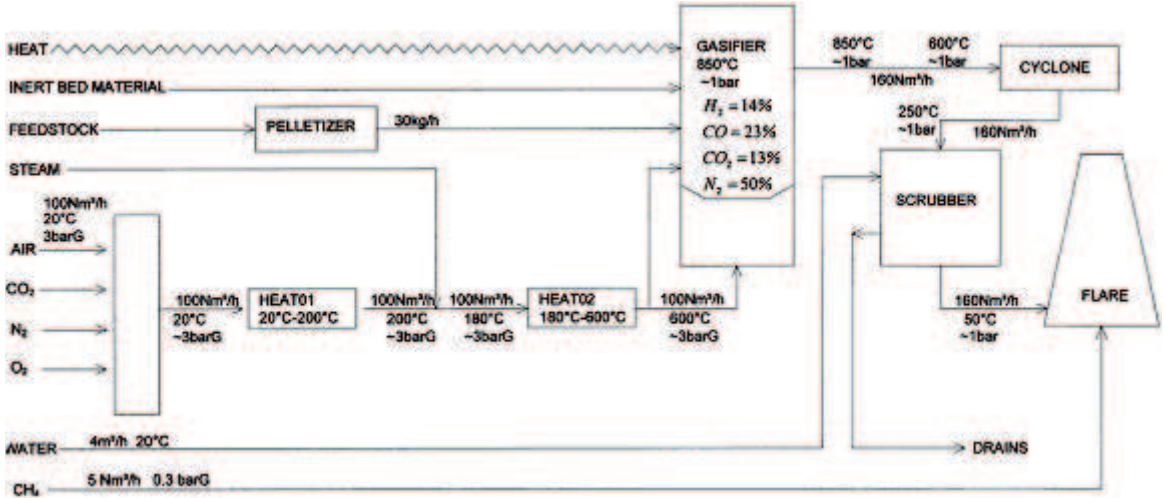 HEAT
INERT BED MATERIAL
FEEDSTOCK
PELLETIZER
30kg/h
STEAM
100Nm³/h
20°C
3barG
AIR
CO₂
N₂
O₂
100Nm³/h
20°C
~3barG
HEAT01
20°C-200°C
100Nm³/h
200°C
~3barG
100Nm³/h
180°C
~3barG
HEAT02
180°C-600°C
100Nm³/h
600°C
~3barG
GASIFIER
850°C
~1bar
H₂ = 14%
CO = 23%
CO₂ = 13%
N₂ = 50%
850°C
~1bar
600°C
~1bar
160Nm³/h
CYCLONE
250°C
~1bar
160Nm³/h
SCRUBBER
160Nm³/h
50°C
~1bar
FLARE
WATER
4m³/h 20°C
DRAINS
CH₄
5 Nm³/h 0.3 barG